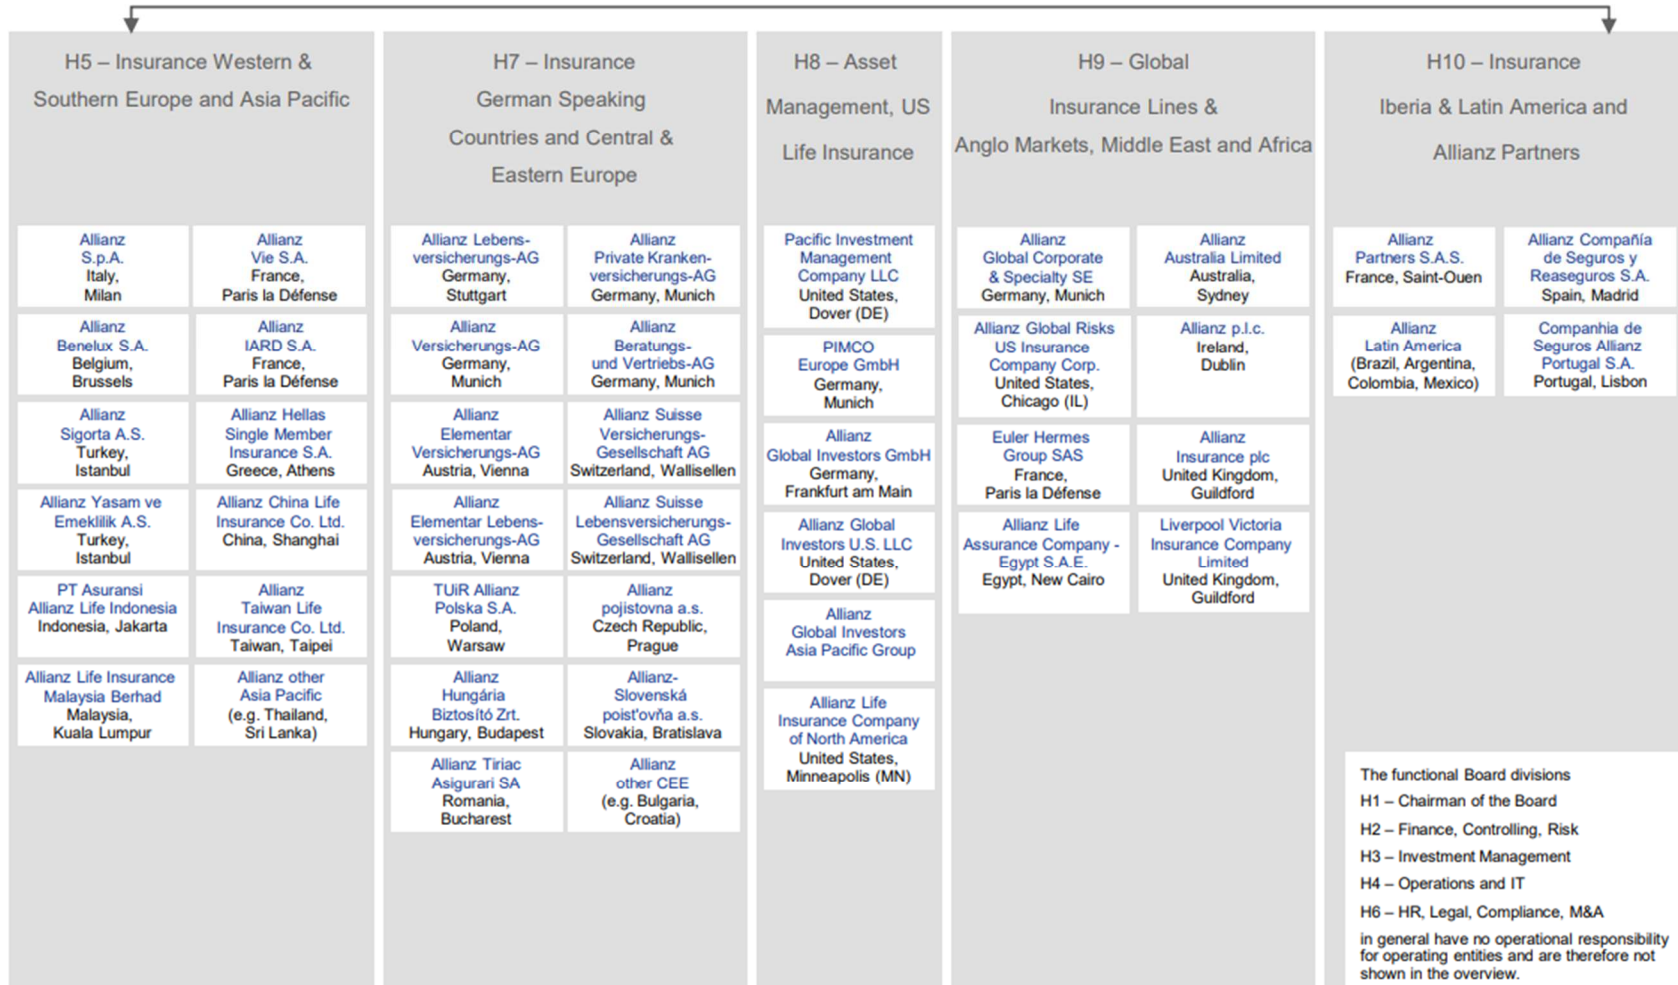 H5 – Insurance Western &
Southern Europe and Asia Pacific
Allianz
S.p.A.
Italy,
Milan
Allianz
Vie S.A.
France,
Paris la Défense
Allianz
Benelux S.A.
Belgium,
Brussels
Allianz
IARD S.A.
France,
Paris la Défense
Allianz
Sigorta A.S.
Turkey,
Istanbul
Allianz Hellas
Single Member
Insurance S.A.
Greece, Athens
Allianz Yasam ve
Emeklilik A.S.
Turkey,
Istanbul
Allianz China Life
Insurance Co. Ltd.
China, Shanghai
PT Asuransi
Allianz Life Indonesia
Indonesia, Jakarta
Allianz
Taiwan Life
Insurance Co. Ltd.
Taiwan, Taipei
Allianz Life Insurance
Malaysia Berhad
Malaysia,
Kuala Lumpur
Allianz other
Asia Pacific
(e.g. Thailand,
Sri Lanka)
H7 – Insurance
German Speaking
Countries and Central &
Eastern Europe
Allianz Lebens-
versicherungs-AG
Germany,
Stuttgart
Allianz
Private Kranken-
versicherungs-AG
Germany, Munich
Allianz
Versicherungs-AG
Germany,
Munich
Allianz
Beratungs-
und Vertriebs-AG
Germany, Munich
Allianz
Elementar
Versicherungs-AG
Austria, Vienna
Allianz Suisse
Versicherungs-
Gesellschaft AG
Switzerland, Wallisellen
Allianz
Elementar Lebens-
versicherungs-AG
Austria, Vienna
Allianz Suisse
Lebensversicherungs-
Gesellschaft AG
Switzerland, Wallisellen
TUiR Allianz
Polska S.A.
Poland,
Warsaw
Allianz
pojistovna a.s.
Czech Republic,
Prague
Allianz
Hungária
Biztosító Zrt.
Hungary, Budapest
Allianz-
Slovenská
poist'ovňa a.s.
Slovakia, Bratislava
Allianz Tiriac
Asigurari SA
Romania,
Bucharest
Allianz
other CEE
(e.g. Bulgaria,
Croatia)
H8 – Asset
Management, US
Life Insurance
Pacific Investment
Management
Company LLC
United States,
Dover (DE)
PIMCO
Europe GmbH
Germany,
Munich
Allianz
Global Investors GmbH
Germany,
Frankfurt am Main
Allianz Global
Investors U.S. LLC
United States,
Dover (DE)
Allianz
Global Investors
Asia Pacific Group
Allianz Life
Insurance Company
of North America
United States,
Minneapolis (MN)
H9 – Global
Insurance Lines &
Anglo Markets, Middle East and Africa
Allianz
Global Corporate
& Specialty SE
Germany, Munich
Allianz
Australia Limited
Australia,
Sydney
Allianz Global Risks
US Insurance
Company Corp.
United States,
Chicago (IL)
Allianz p.l.c.
Ireland,
Dublin
Euler Hermes
Group SAS
France,
Paris la Défense
Allianz
Insurance plc
United Kingdom,
Guildford
Allianz Life
Assurance Company -
Egypt S.A.E.
Egypt, New Cairo
Liverpool Victoria
Insurance Company
Limited
United Kingdom,
Guildford
H10 – Insurance
Iberia & Latin America and
Allianz Partners
Allianz
Partners S.A.S.
France, Saint-Ouen
Allianz Compañía
de Seguros y
Reaseguros S.A.
Spain, Madrid
Allianz
Latin America
(Brazil, Argentina,
Colombia, Mexico)
Companhia de
Seguros Allianz
Portugal S.A.
Portugal, Lisbon
The functional Board divisions
H1 – Chairman of the Board
H2 – Finance, Controlling, Risk
H3 – Investment Management
H4 – Operations and IT
H6 – HR, Legal, Compliance, M&A
in general have no operational responsibility
for operating entities and are therefore not
shown in the overview.